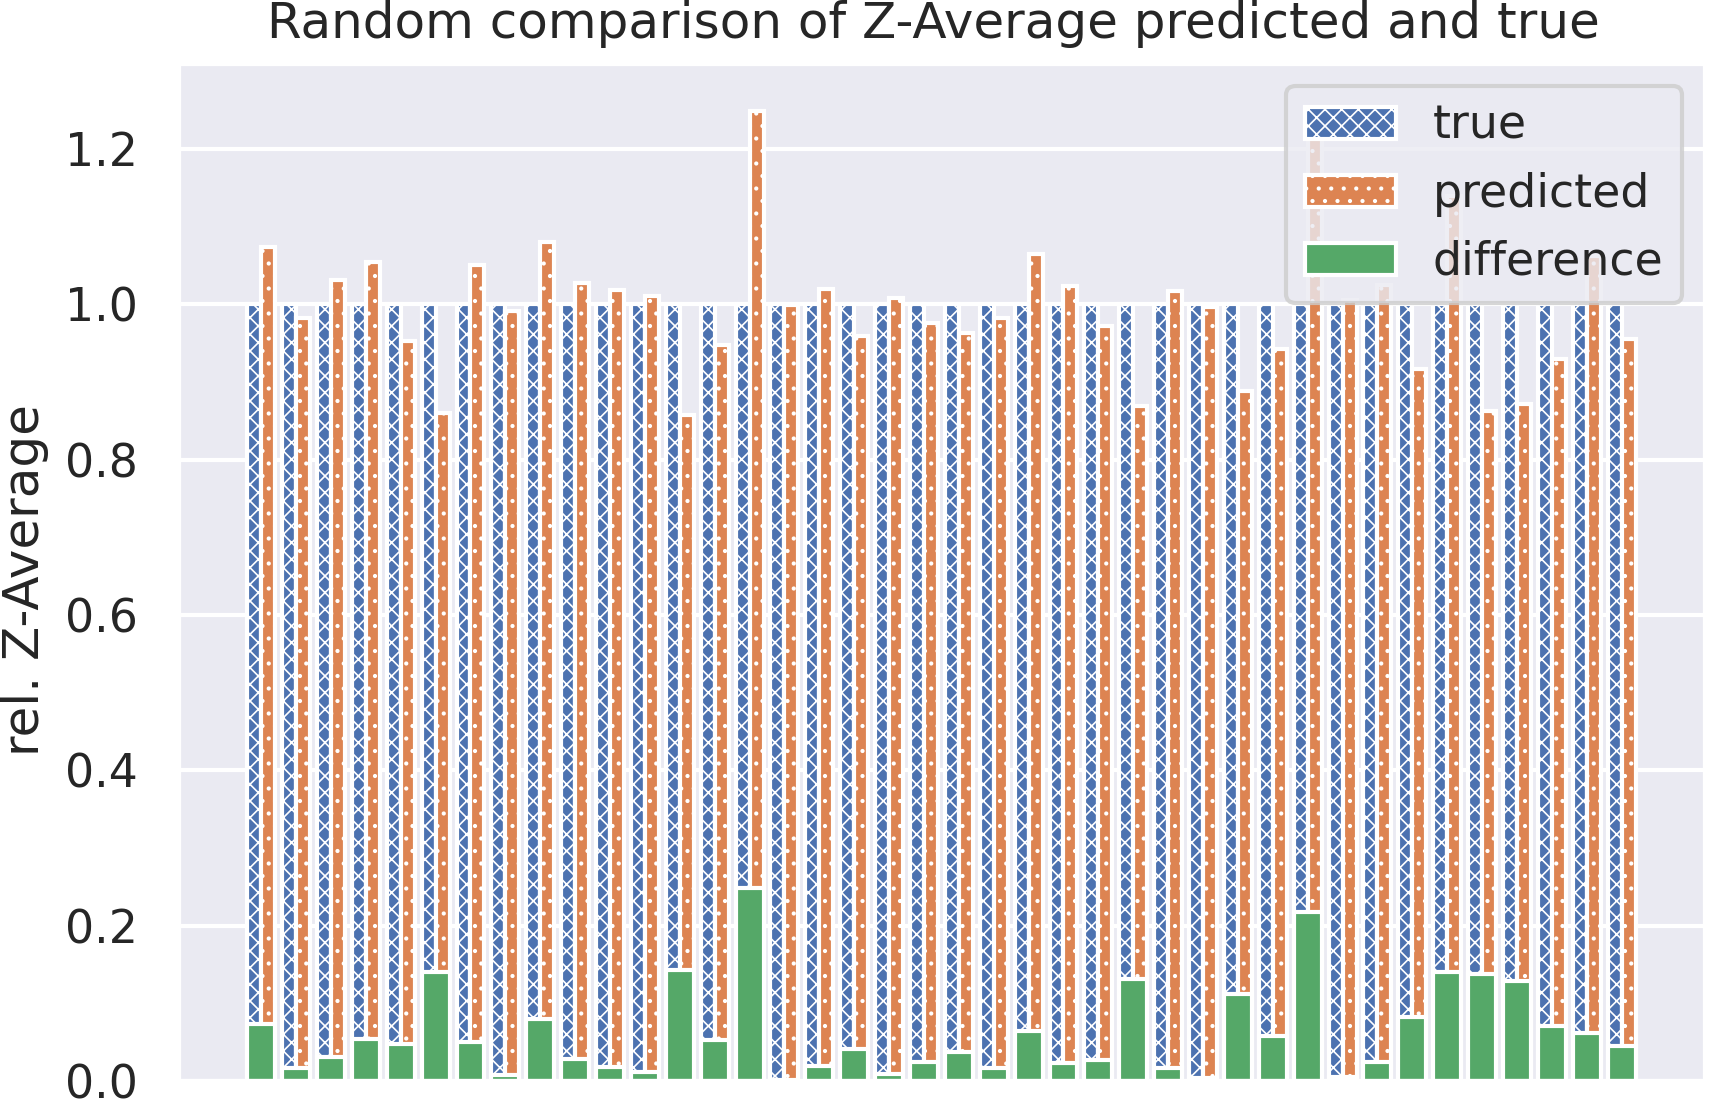 Random comparison of Z-Average predicted and true
rel. Z-Average
1.2
1.0
0.8
0.6
0.4
0.2
0.0
true
predicted
difference